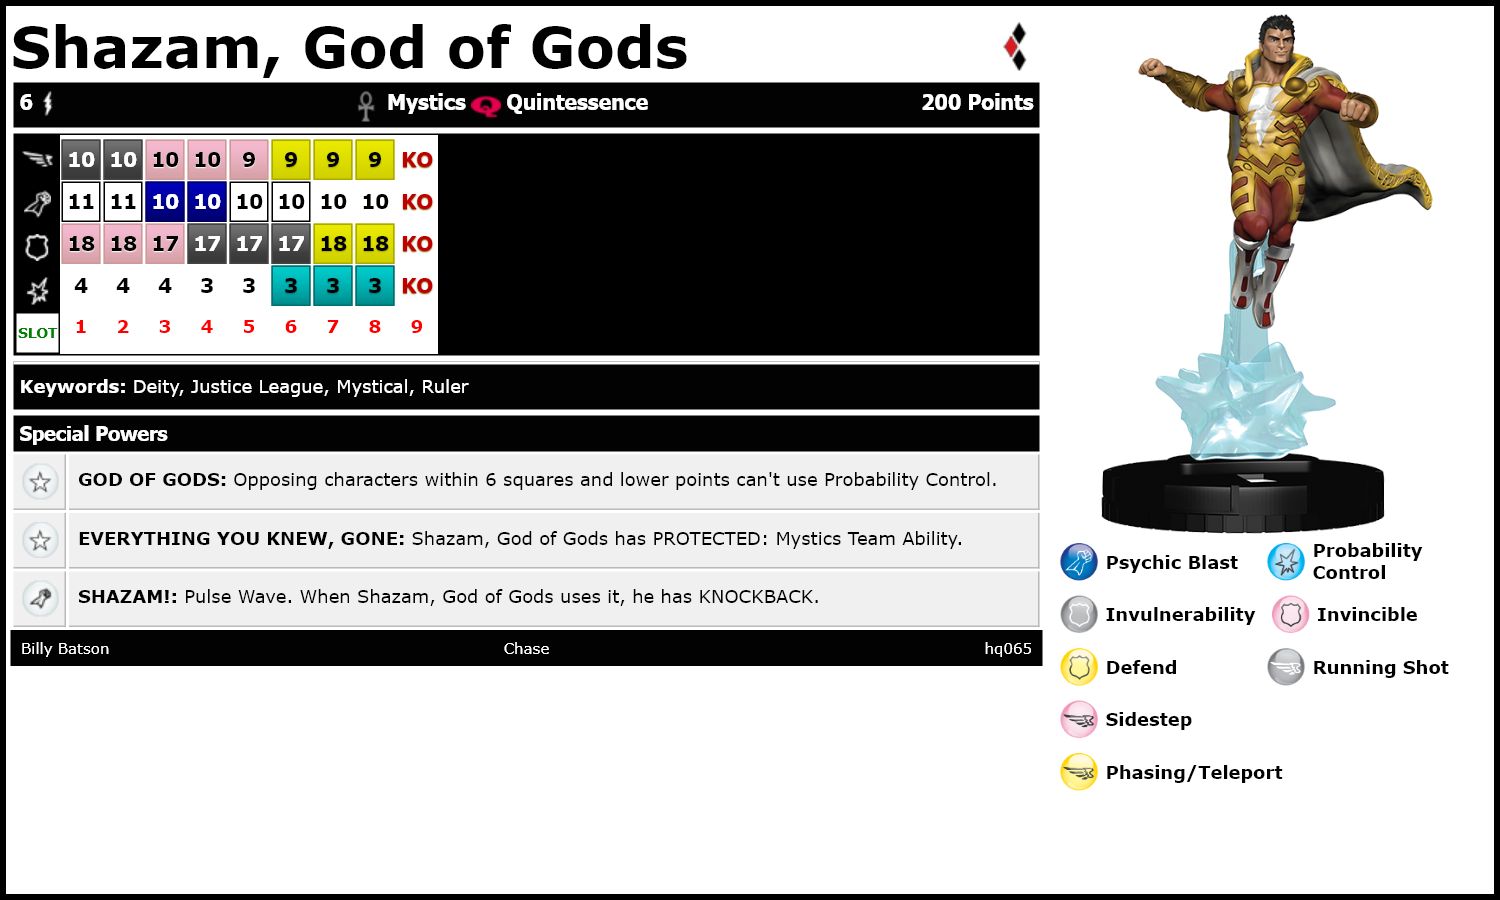 Shazam, God of Gods
6 Mystics Quintessence 200 Points
10 10 10 10 9 9 9 9 KO
11 11 10 10 10 10 10 10 KO
18 18 17 17 17 17 18 18 KO
4 4 4 3 3 3 3 3 KO
SLOT 1 2 3 4 5 6 7 8 9
Keywords: Deity, Justice League, Mystical, Ruler
Special Powers
GOD OF GODS: Opposing characters within 6 squares and lower points can't use Probability Control.
EVERYTHING YOU KNEW, GONE: Shazam, God of Gods has PROTECTED: Mystics Team Ability.
SHAZAM!: Pulse Wave. When Shazam, God of Gods uses it, he has KNOCKBACK.
Billy Batson Chase hq065
Psychic Blast
Probability
Control
Invulnerability Invincible
Defend Running Shot
Sidestep
Phasing/Teleport